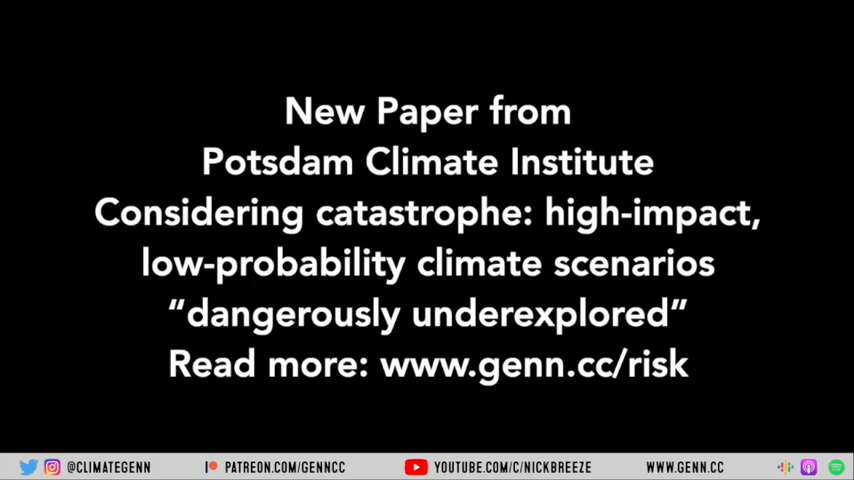 New Paper from
Potsdam Climate Institute
Considering catastrophe: high-impact,
low-probability climate scenarios
“dangerously underexplored”
Read more: www.genn.cc/risk
@CLIMATEGENN PATREON.COM/GENNCC YOUTUBE.COM/C/NICKBREEZE WWW.GENN.CC